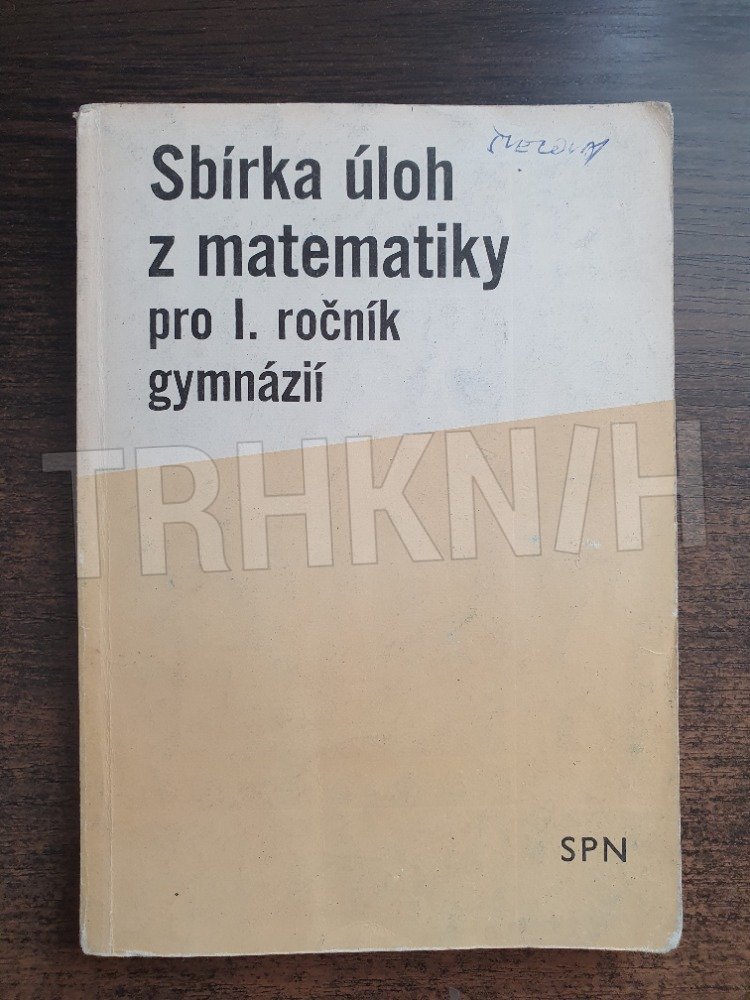 Sbírka úloh
z matematiky
pro I. ročník
gymnázií
TRHKNIH
SPN